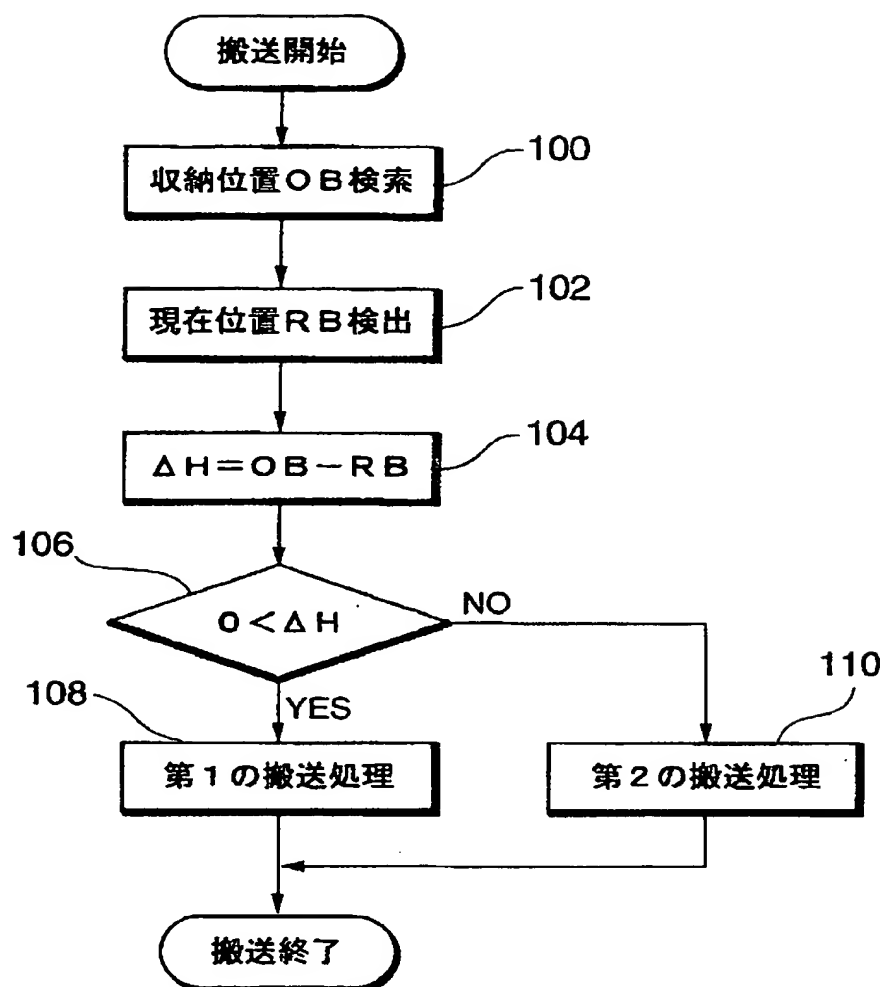 搬送開始
収納位置OB検索
100
現在位置RB検出
102
ΔH=OB-RB
104
106
0<ΔH
NO
YES
108
第1の搬送処理
110
第2の搬送処理
搬送終了